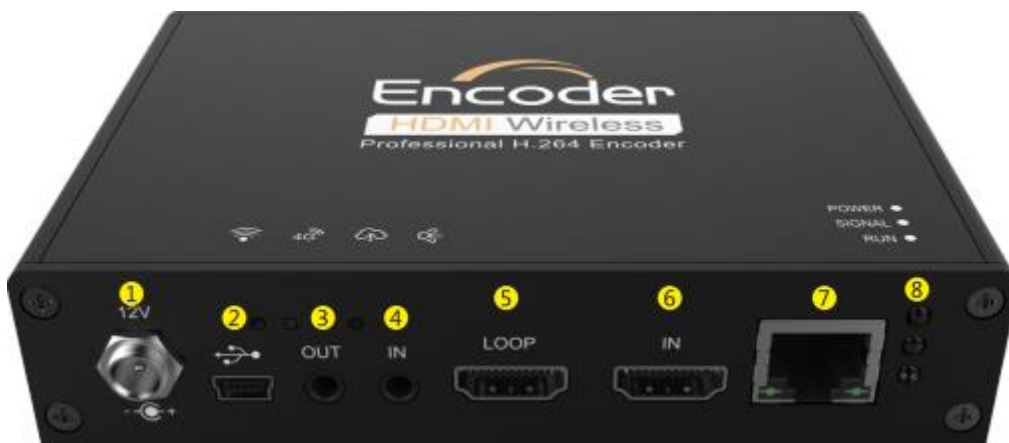 Encoder
HDMI Wireless
Professional H.264 Encoder
POWER
SIGNAL
RUN
4G
1 2 3 4 5 6 7 8
12V
OUT IN LOOP IN
- +